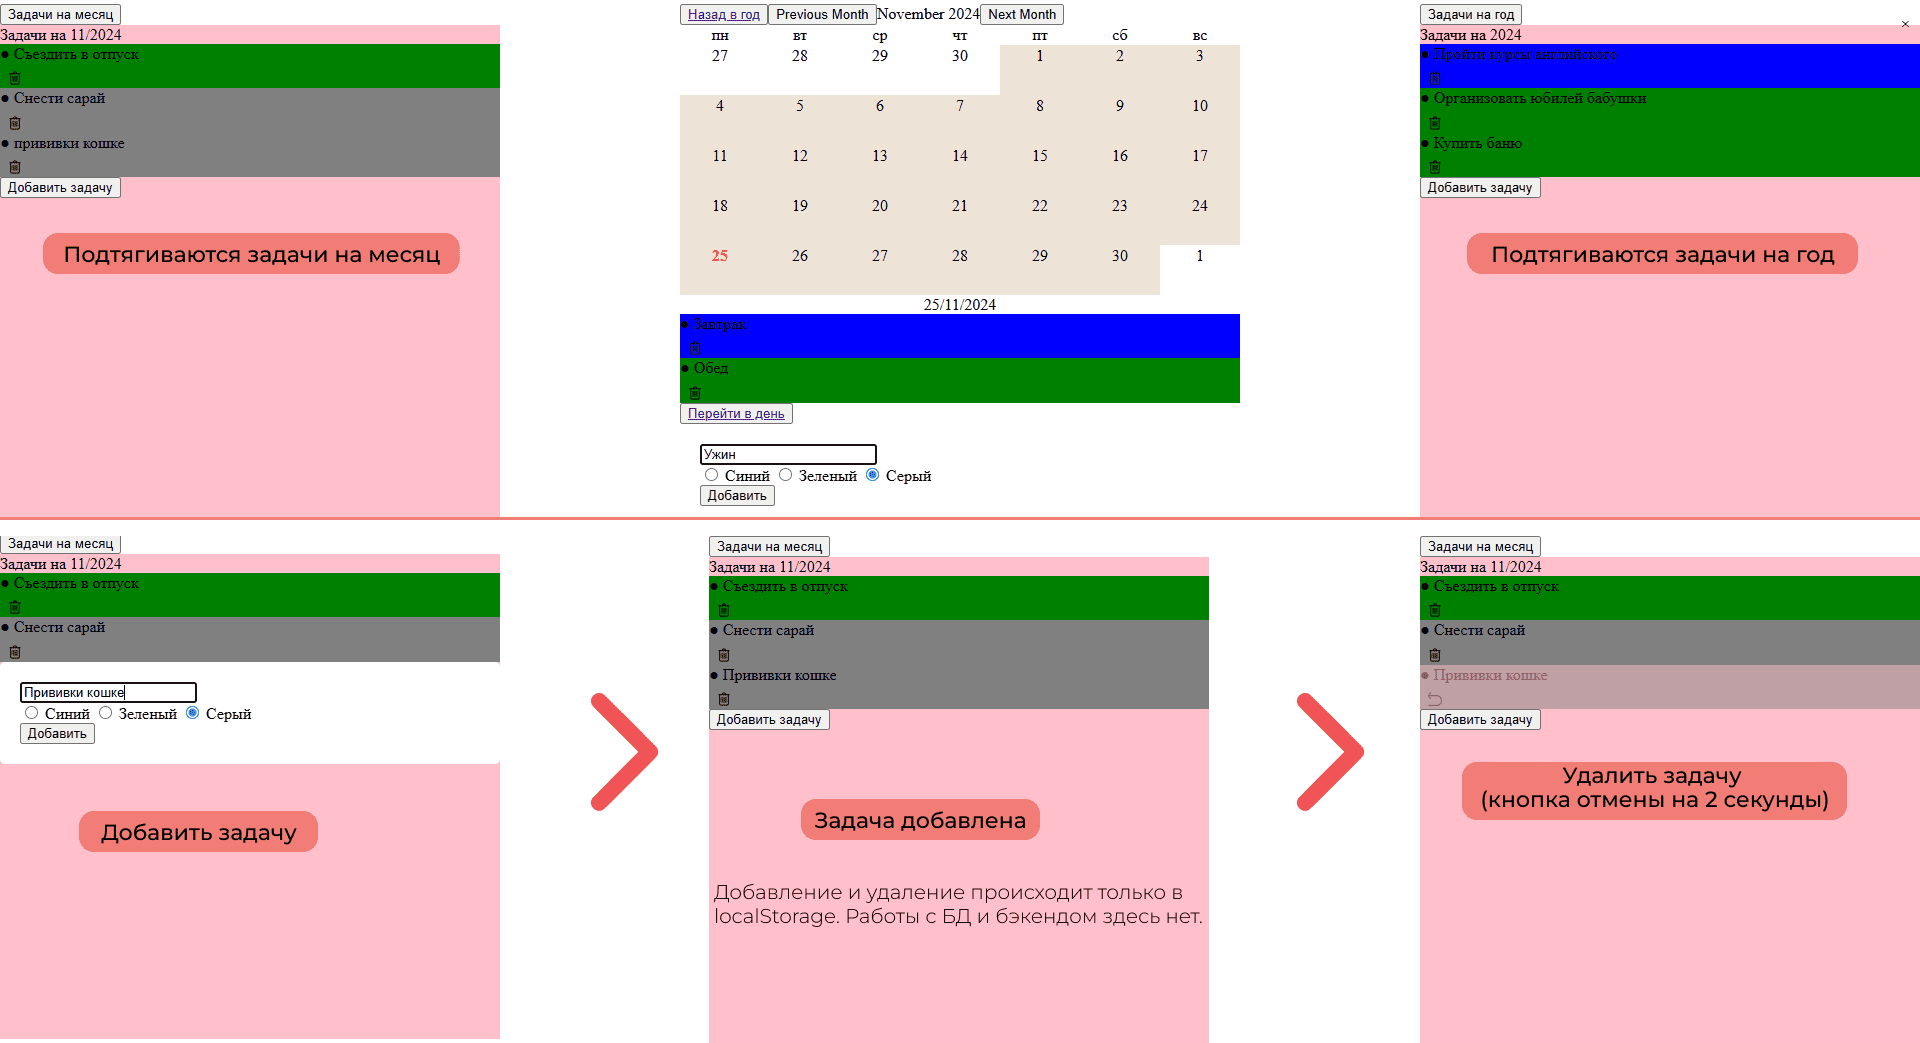 Задачи на месяц
Задачи на 11/2024
● Съездить в отпуск
● Снести сарай
● прививки кошке
Добавить задачу
Подтягиваются задачи на месяц
Назад в год Previous Month November 2024 Next Month
пн вт ср чт пт сб вс
27 28 29 30 1 2 3
4 5 6 7 8 9 10
11 12 13 14 15 16 17
18 19 20 21 22 23 24
25 26 27 28 29 30 1
25/11/2024
● Завтрак
● Обед
Перейти в день
Ужин
Синий Зеленый Серый
Добавить
Задачи на год
×
Задачи на 2024
● Пройти курсы английского
● Организовать юбилей бабушки
● Купить баню
Добавить задачу
Подтягиваются задачи на год
Задачи на месяц
Задачи на 11/2024
● Съездить в отпуск
● Снести сарай
Прививки кошке
Синий Зеленый Серый
Добавить
Добавить задачу
Задачи на месяц
Задачи на 11/2024
● Съездить в отпуск
● Снести сарай
● Прививки кошке
Добавить задачу
Задача добавлена
Добавление и удаление происходит только в
localStorage. Работы с БД и бэкендом здесь нет.
Задачи на месяц
Задачи на 11/2024
● Съездить в отпуск
● Снести сарай
● Прививки кошке
Добавить задачу
Удалить задачу
(кнопка отмены на 2 секунды)